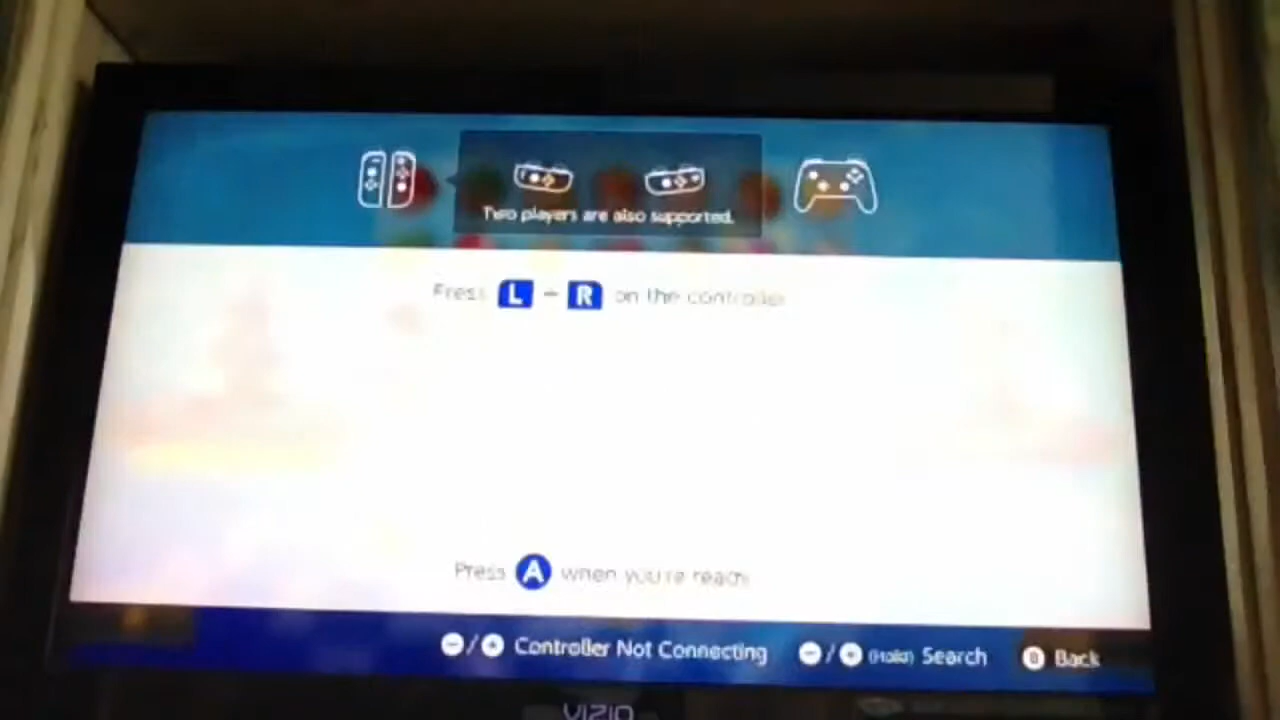 Two players are also supported.
Press L + R on the controller
Press A when you're ready
−/+ Controller Not Connecting −/+ (Hold) Search B Back
VIZIO